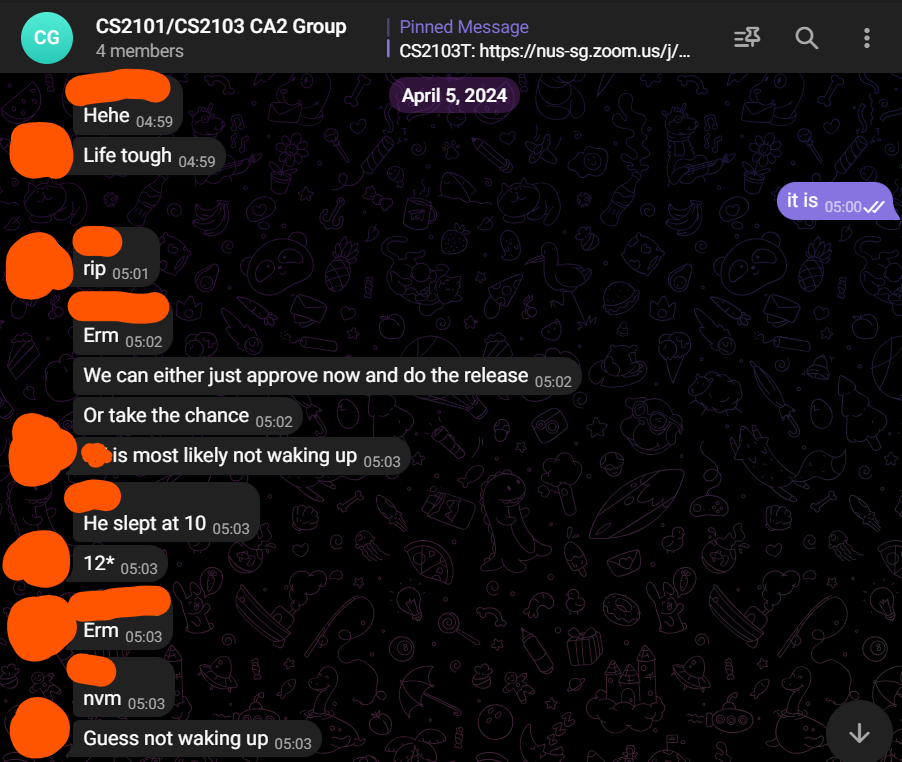 CG
CS2101/CS2103 CA2 Group
4 members
Pinned Message
CS2103T: https://nus-sg.zoom.us/j/...
April 5, 2024
Hehe 04:59
Life tough 04:59
it is 05:00
rip 05:01
Erm 05:02
We can either just approve now and do the release 05:02
Or take the chance 05:02
is most likely not waking up 05:03
He slept at 10 05:03
12* 05:03
Erm 05:03
nvm 05:03
Guess not waking up 05:03